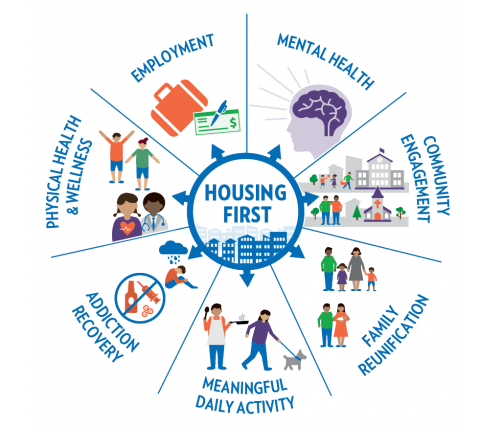 EMPLOYMENT
MENTAL HEALTH
PHYSICAL HEALTH
& WELLNESS
COMMUNITY
ENGAGEMENT
$
HOUSING
FIRST
ADDICTION
RECOVERY
FAMILY
REUNIFICATION
MEANINGFUL
DAILY ACTIVITY